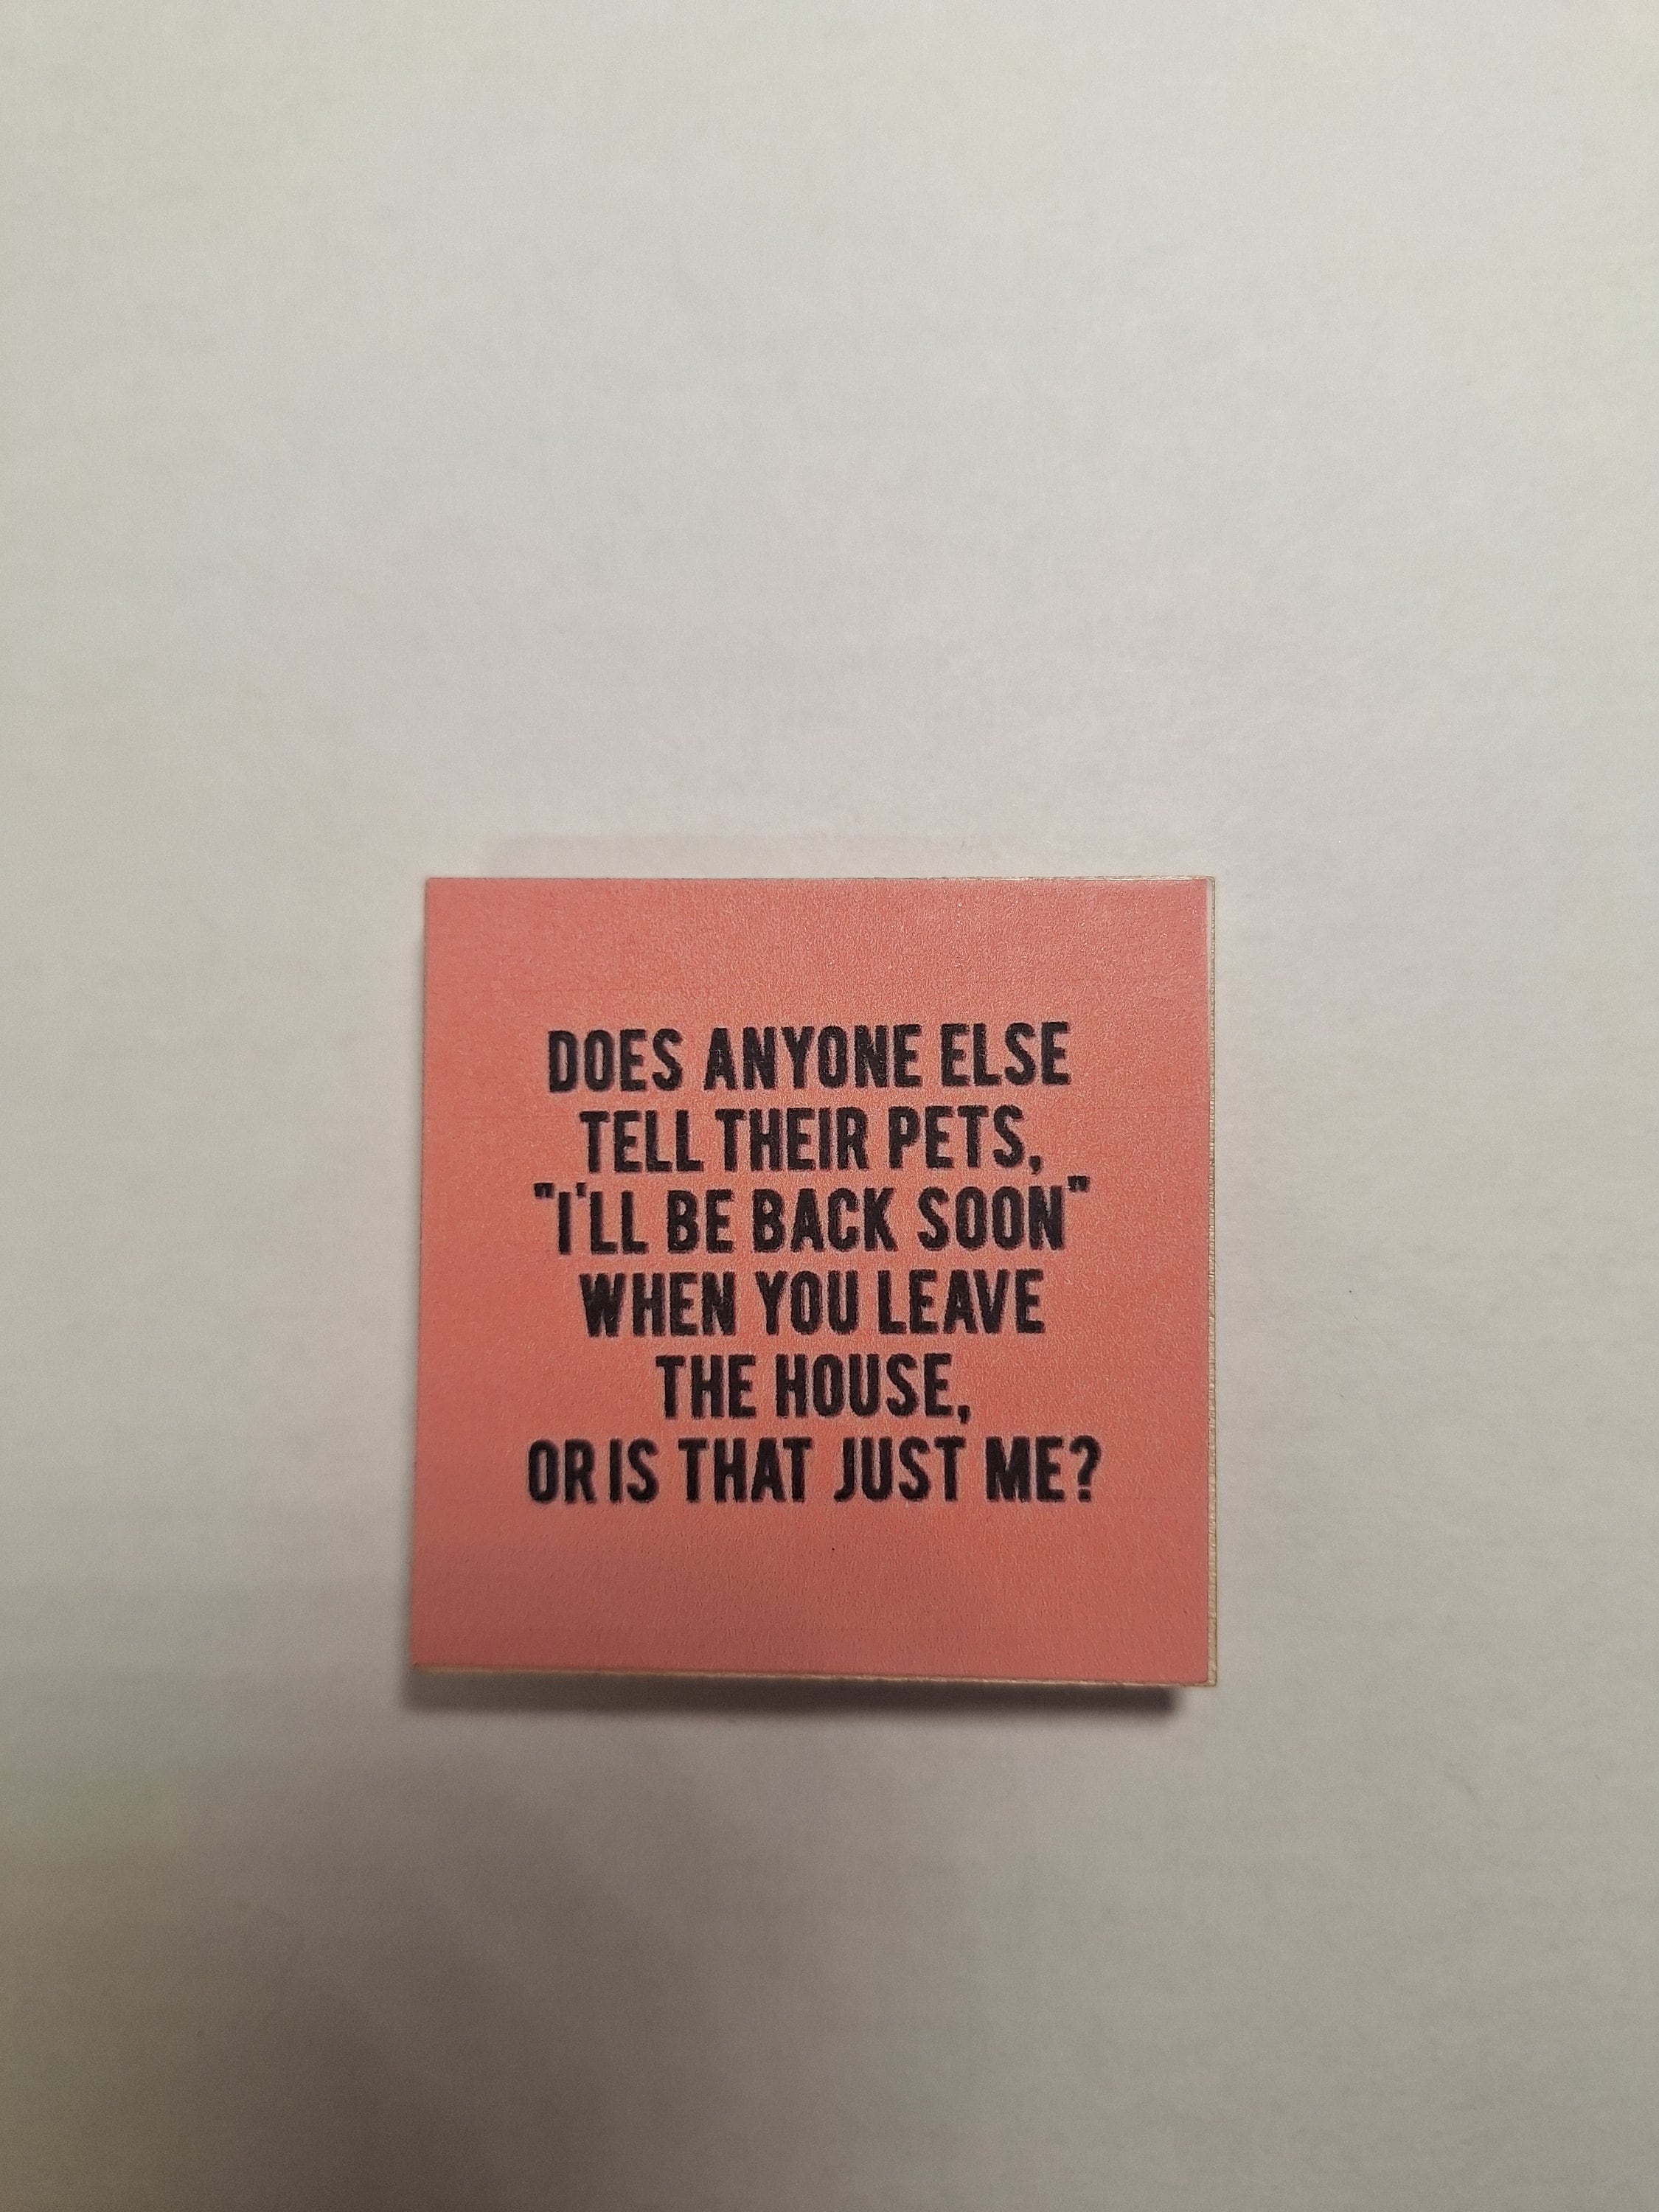 DOES ANYONE ELSE
TELL THEIR PETS,
"I'LL BE BACK SOON"
WHEN YOU LEAVE
THE HOUSE,
OR IS THAT JUST ME?